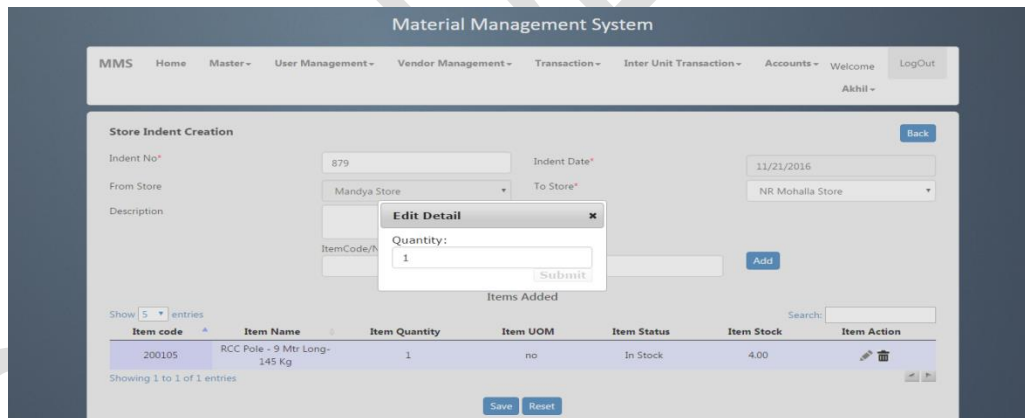 Material Management System
MMS Home Master User Management Vendor Management Transaction Inter Unit Transaction Accounts Welcome LogOut
Akhil
Store Indent Creation Back
Indent No* 879 Indent Date* 11/21/2016
From Store Mandya Store To Store* NR Mohalla Store
Description
Edit Detail ×
Quantity:
1
Submit
ItemCode/N
Add
Items Added
Show 5 entries Search:
Item code Item Name Item Quantity Item UOM Item Status Item Stock Item Action
200105 RCC Pole - 9 Mtr Long- 1 no In Stock 4.00
145 Kg
Showing 1 to 1 of 1 entries
Save Reset